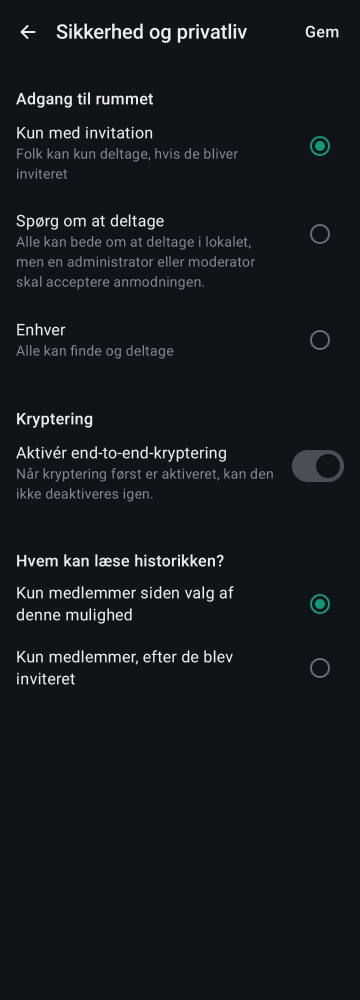 Sikkerhed og privatliv
Gem
Adgang til rummet
Kun med invitation
Folk kan kun deltage, hvis de bliver
inviteret
Spørg om at deltage
Alle kan bede om at deltage i lokalet,
men en administrator eller moderator
skal acceptere anmodningen.
Enhver
Alle kan finde og deltage
Kryptering
Aktivér end-to-end-kryptering
Når kryptering først er aktiveret, kan den
ikke deaktiveres igen.
Hvem kan læse historikken?
Kun medlemmer siden valg af
denne mulighed
Kun medlemmer, efter de blev
inviteret